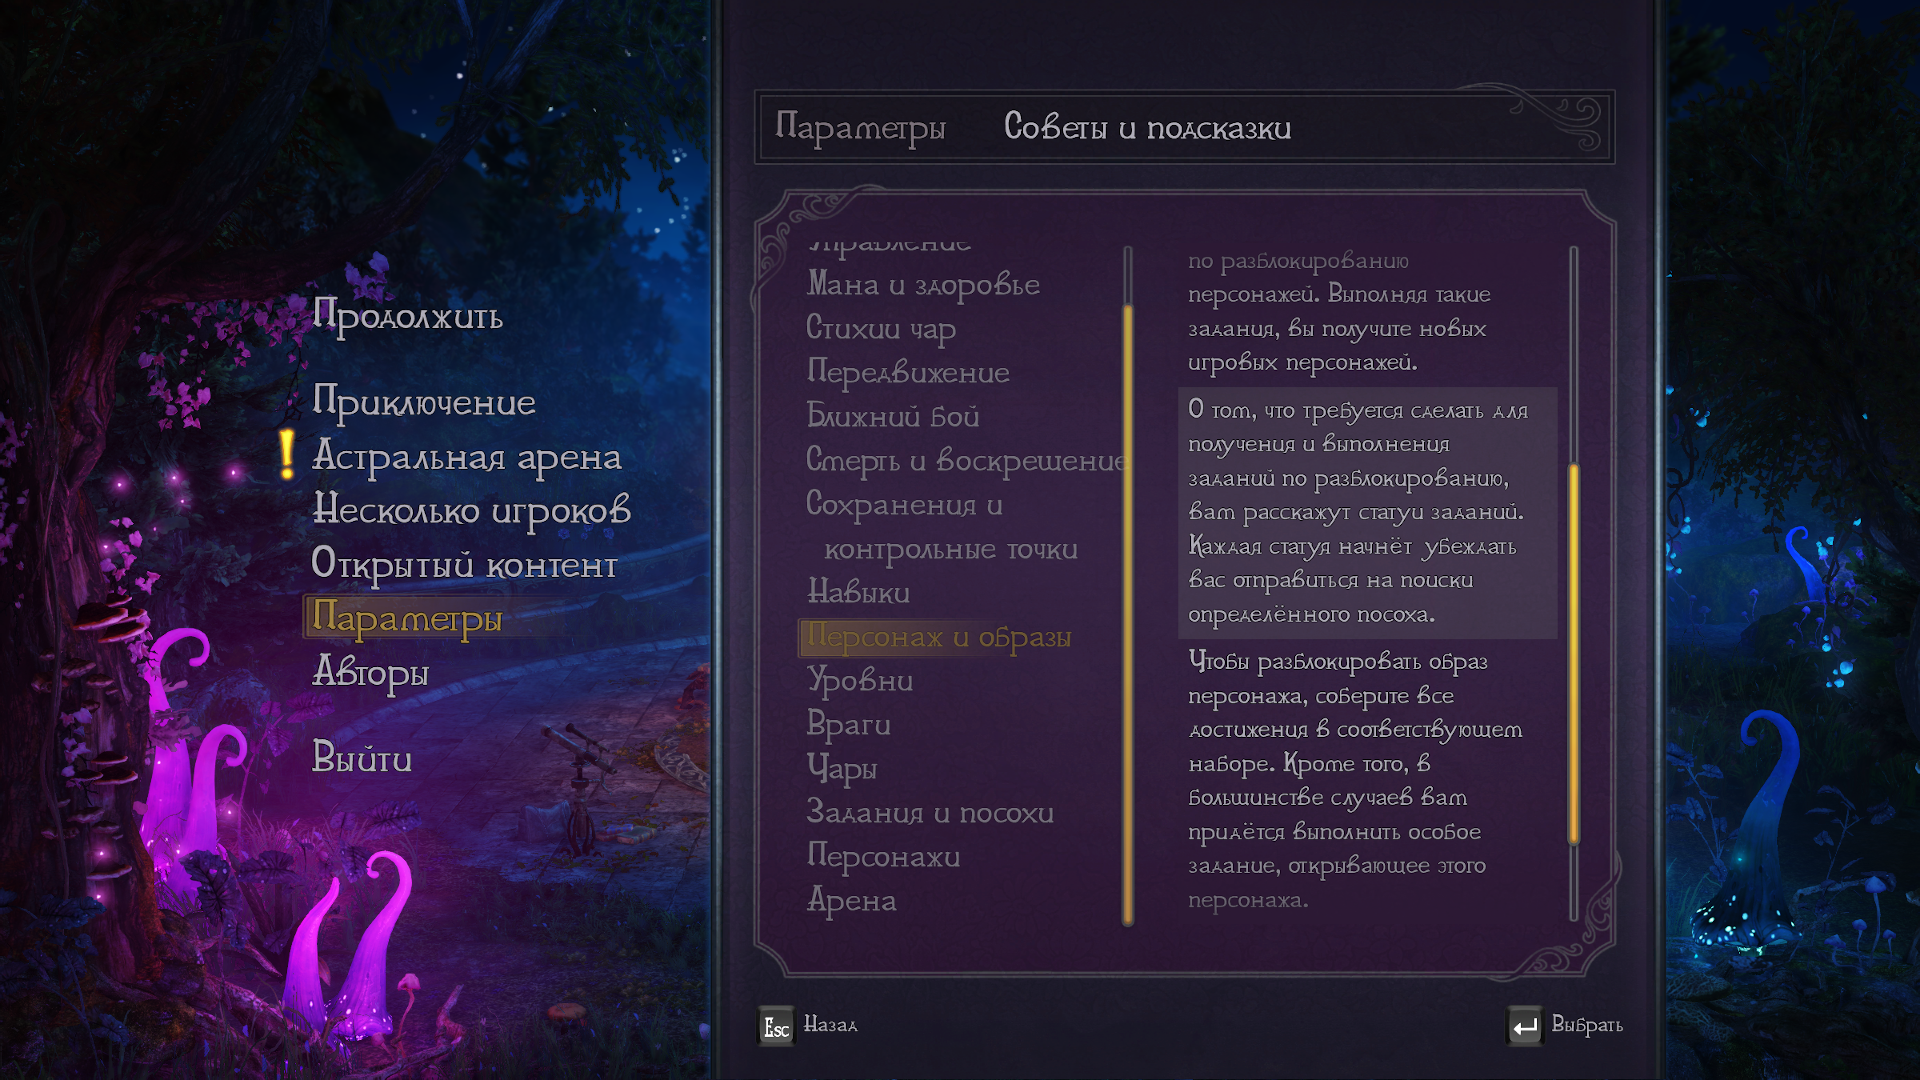 Продолжить
Приключение
! Астральная арена
Несколько игроков
Открытый контент
Параметры
Авторы
Выйти
Параметры Советы и подсказки
Управление
Мана и здоровье
Стихии чар
Передвижение
Ближний бой
Смерть и воскрешение
Сохранения и
контрольные точки
Навыки
Персонаж и образы
Уровни
Враги
Чары
Задания и посохи
Персонажи
Арена
по разблокированию
персонажей. Выполняя такие
задания, вы получите новых
игровых персонажей.
О том, что требуется сделать для
получения и выполнения
заданий по разблокированию,
вам расскажут статуи заданий.
Каждая статуя начнёт убеждать
вас отправиться на поиски
определённого посоха.
Чтобы разблокировать образ
персонажа, соберите все
достижения в соответствующем
наборе. Кроме того, в
большинстве случаев вам
придётся выполнить особое
задание, открывающее этого
персонажа.
Esc Назад
Выбрать